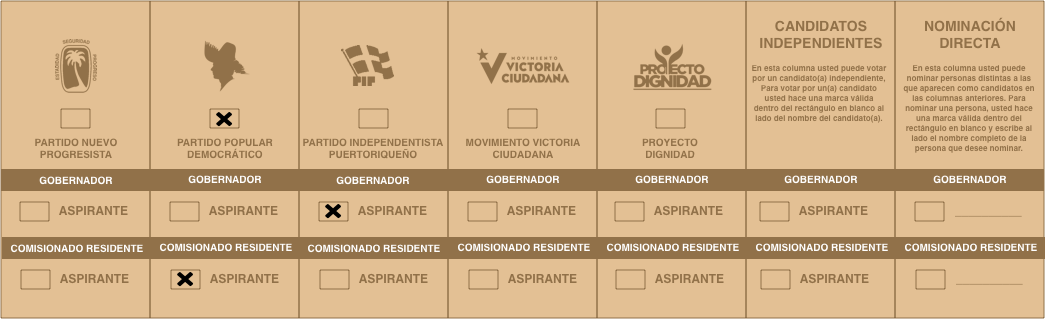 SEGURIDAD
IGUALDAD
PROGRESO
PIP
MOVIMIENTO
VICTORIA
CIUDADANA
PROYECTO
DIGNIDAD
CANDIDATOS
INDEPENDIENTES
En esta columna usted puede votar
por un candidato(a) independiente,
Para votar por un(a) candidato
usted hace una marca válida
dentro del rectángulo en blanco al
lado del nombre del candidato(a).
NOMINACIÓN
DIRECTA
En esta columna usted puede
nominar personas distintas a las
que aparecen como candidatos en
las columnas anteriores. Para
nominar una persona, usted hace
una marca válida dentro del
rectángulo en blanco y escribe al
lado el nombre completo de la
persona que desee nominar.
PARTIDO NUEVO
PROGRESISTA
PARTIDO POPULAR
DEMOCRÁTICO
PARTIDO INDEPENDENTISTA
PUERTORIQUEÑO
MOVIMIENTO VICTORIA
CIUDADANA
PROYECTO
DIGNIDAD
GOBERNADOR GOBERNADOR GOBERNADOR GOBERNADOR GOBERNADOR GOBERNADOR GOBERNADOR
ASPIRANTE ASPIRANTE ASPIRANTE ASPIRANTE ASPIRANTE ASPIRANTE
COMISIONADO RESIDENTE COMISIONADO RESIDENTE COMISIONADO RESIDENTE COMISIONADO RESIDENTE COMISIONADO RESIDENTE COMISIONADO RESIDENTE COMISIONADO RESIDENTE
ASPIRANTE ASPIRANTE ASPIRANTE ASPIRANTE ASPIRANTE ASPIRANTE